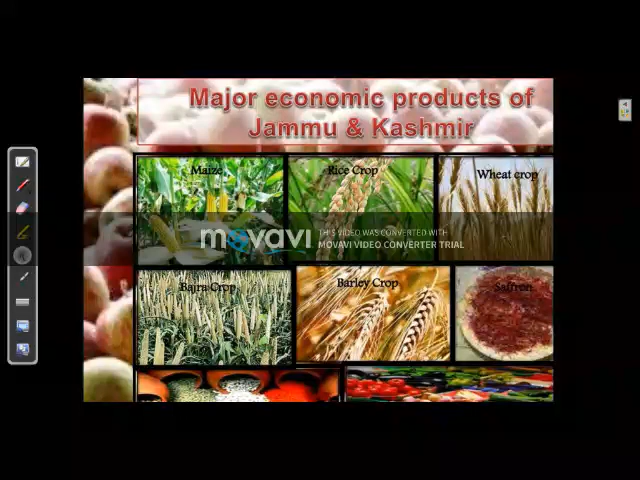 Major economic products of
Jammu & Kashmir
Maize
Rice Crop
Wheat crop
movavi
THIS VIDEO WAS CONVERTED WITH
MOVAVI VIDEO CONVERTER TRIAL
Bajra Crop
Barley Crop
Saffron